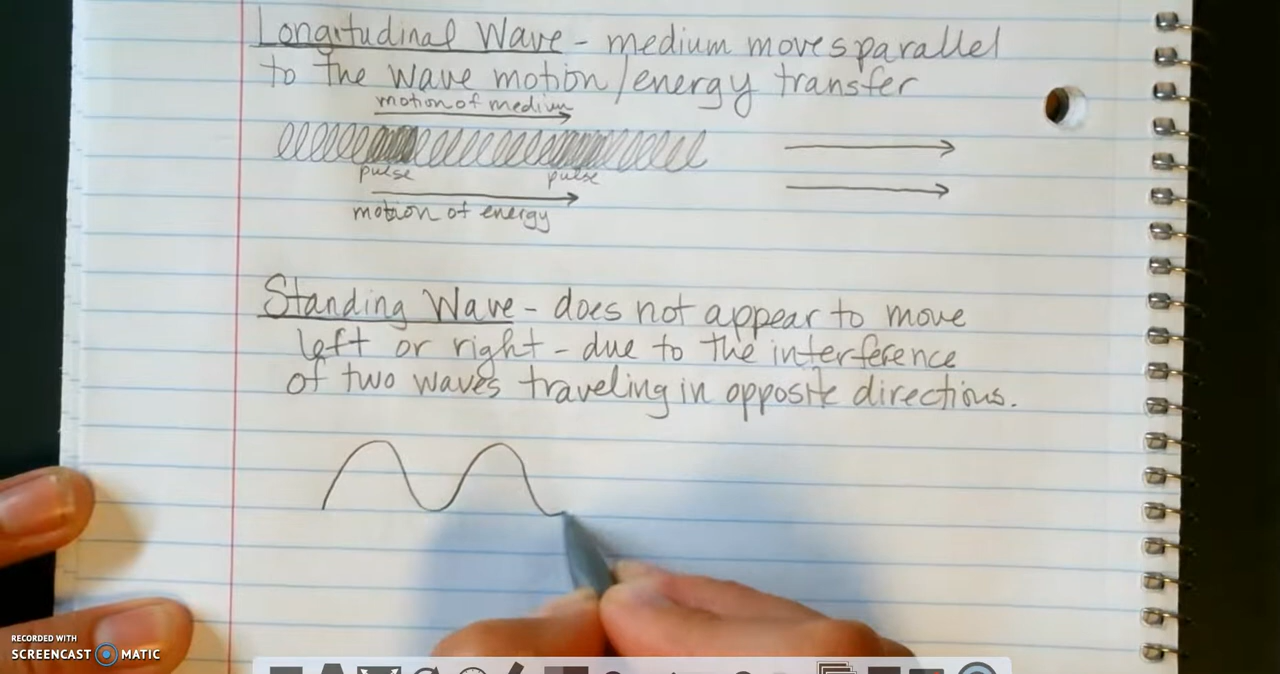 Longitudinal Wave - medium moves parallel
to the wave motion/energy transfer
motion of medium
pulse pulse
motion of energy
Standing Wave - does not appear to move
left or right - due to the interference
of two waves traveling in opposite directions.
RECORDED WITH
SCREENCAST MATIC